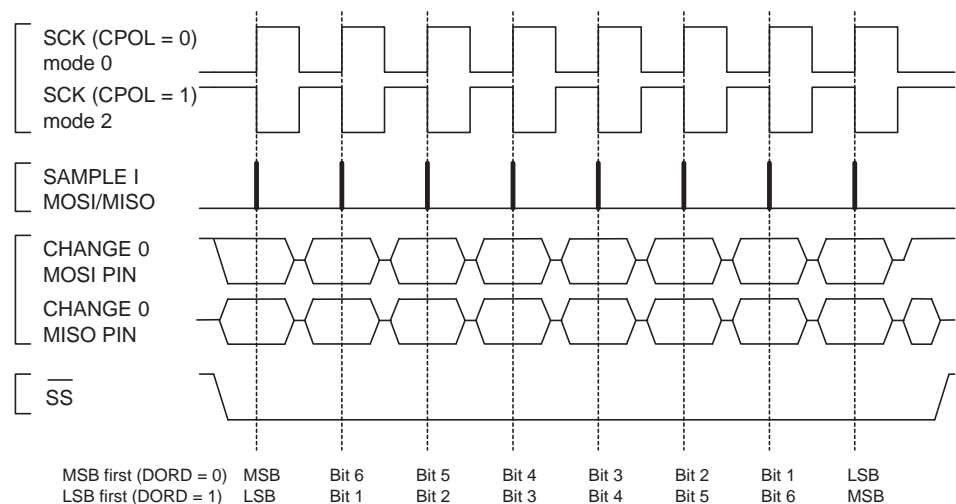 SCK (CPOL = 0)
mode 0
SCK (CPOL = 1)
mode 2
SAMPLE I
MOSI/MISO
CHANGE 0
MOSI PIN
CHANGE 0
MISO PIN
SS
MSB first (DORD = 0) MSB Bit 6 Bit 5 Bit 4 Bit 3 Bit 2 Bit 1 LSB
LSB first (DORD = 1) LSB Bit 1 Bit 2 Bit 3 Bit 4 Bit 5 Bit 6 MSB